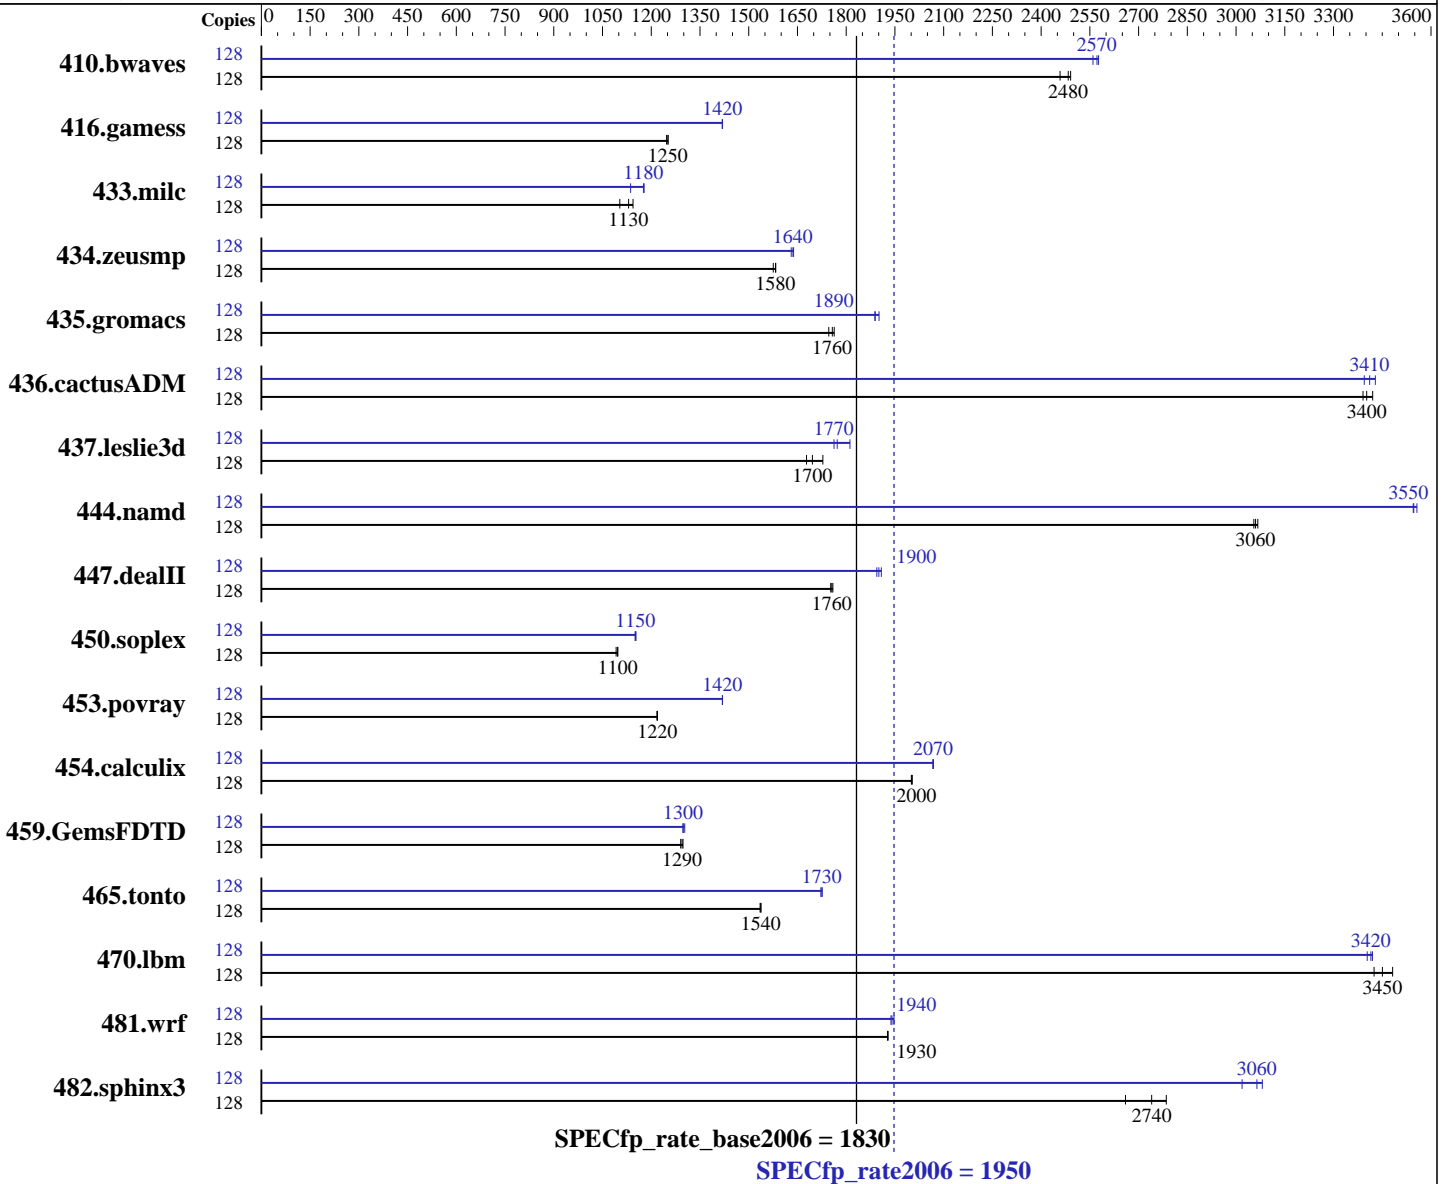 Copies 0 150 300 450 600 750 900 1050 1200 1350 1500 1650 1800 1950 2100 2250 2400 2550 2700 2850 3000 3150 3300 3600
410.bwaves 128 2570
128 2480
416.gamess 128 1420
128 1250
433.milc 128 1180
128 1130
434.zeusmp 128 1640
128 1580
435.gromacs 128 1890
128 1760
436.cactusADM 128 3410
128 3400
437.leslie3d 128 1770
128 1700
444.namd 128 3550
128 3060
447.dealII 128 1900
128 1760
450.soplex 128 1150
128 1100
453.povray 128 1420
128 1220
454.calculix 128 2070
128 2000
459.GemsFDTD 128 1300
128 1290
465.tonto 128 1730
128 1540
470.lbm 128 3420
128 3450
481.wrf 128 1940
128 1930
482.sphinx3 128 3060
128 2740
SPECfp_rate_base2006 = 1830
SPECfp_rate2006 = 1950